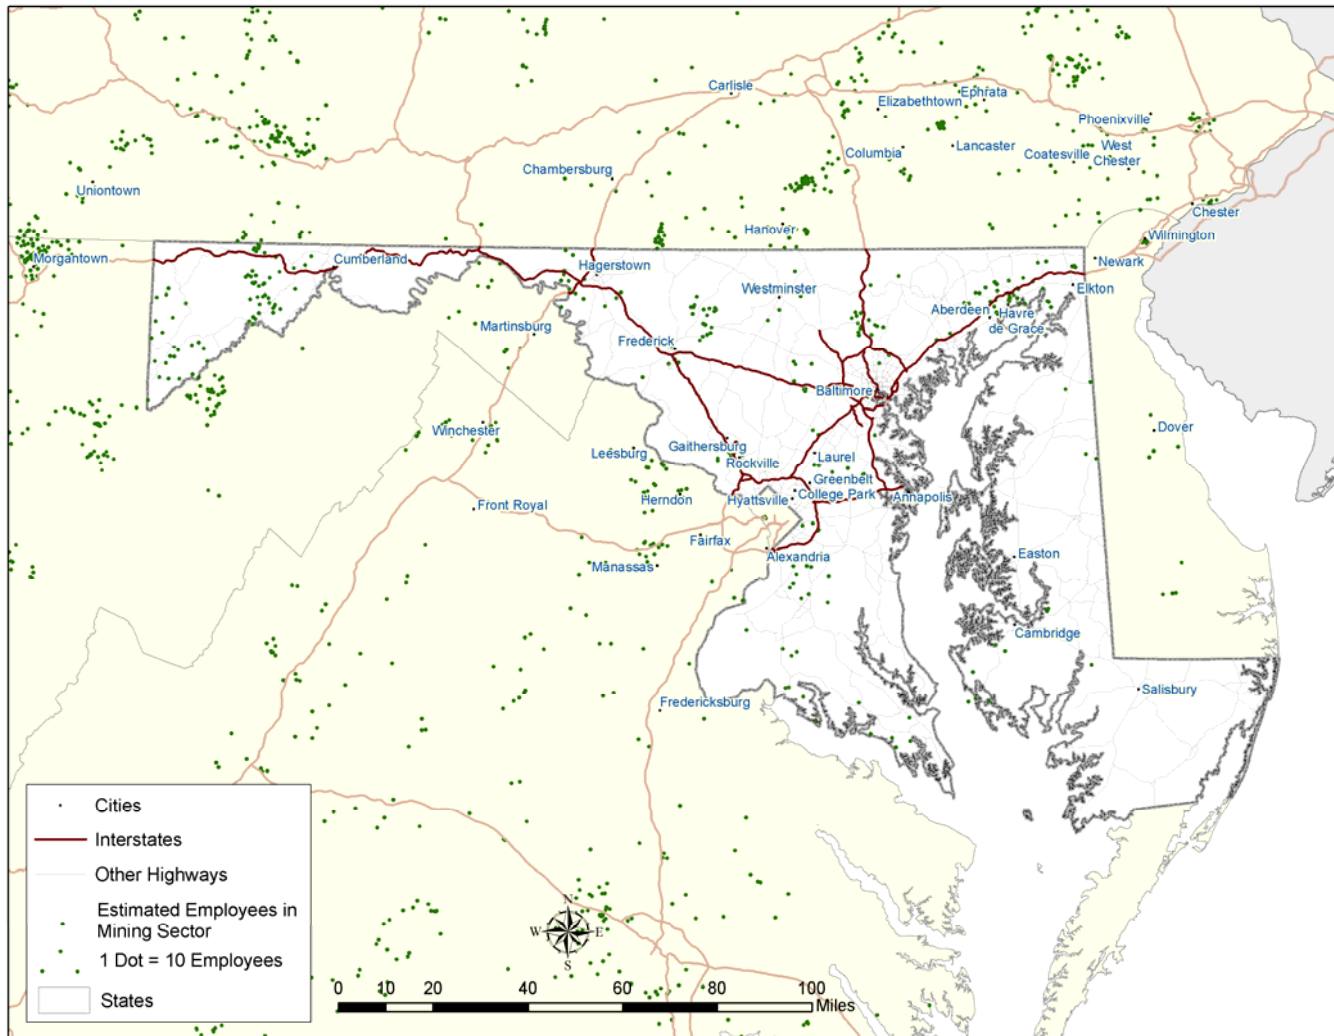 Carlisle
Elizabethtown
Ephrata
Phoenixville
Columbia
Lancaster
Coatesville
West
Chester
Chambersburg
Uniontown
Chester
Hanover
Wilmington
Morgantown
Cumberland
Hagerstown
Newark
Westminster
Elkton
Aberdeen
Havre
de Grace
Martinsburg
Frederick
Baltimore
Winchester
Dover
Gaithersburg
Leesburg
Laurel
Rockville
Greenbelt
Herndon
Hyattsville
College Park
Annapolis
Front Royal
Fairfax
Alexandria
Easton
Manassas
Cambridge
Salisbury
Fredericksburg
Cities
Interstates
Other Highways
Estimated Employees in
Mining Sector
1 Dot = 10 Employees
States
N
W E
S
0 10 20 40 60 80 100
Miles